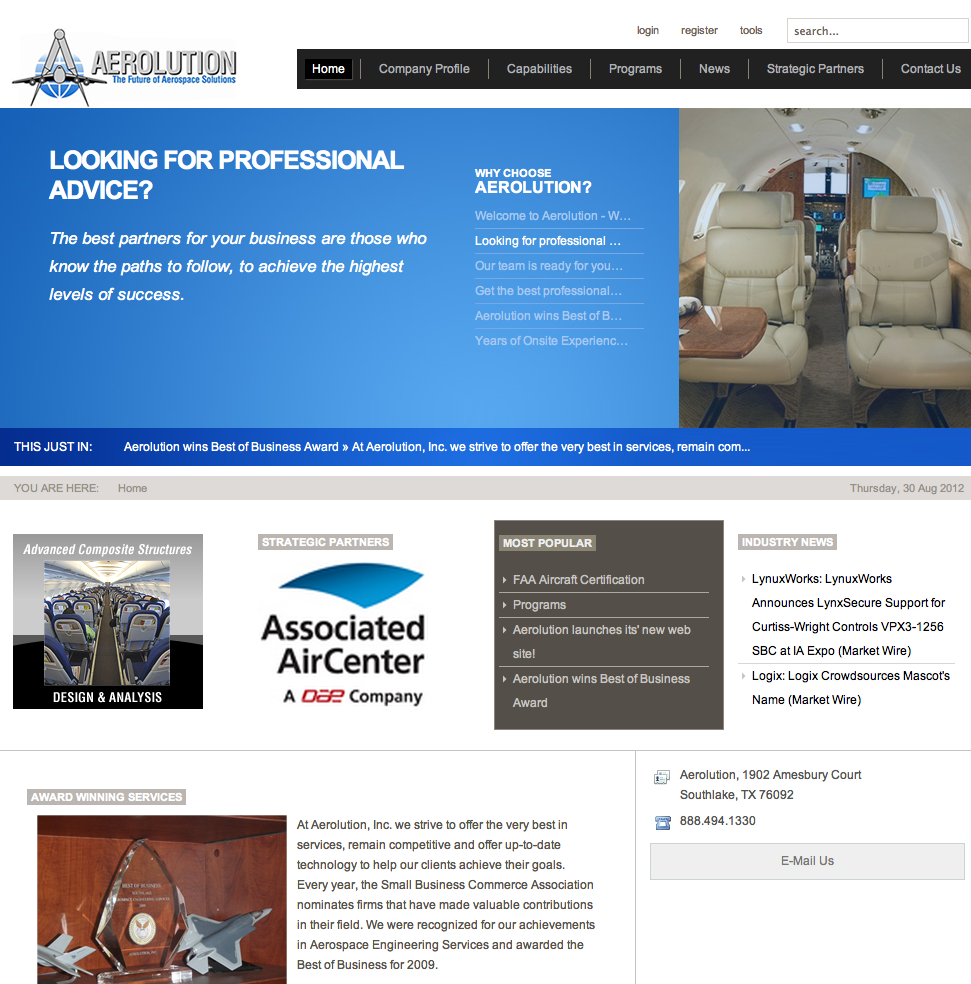 login
register
tools
search...
AEROLUTION
The Future of Aerospace Solutions
Home
Company Profile
Capabilities
Programs
News
Strategic Partners
Contact Us
LOOKING FOR PROFESSIONAL
ADVICE?
The best partners for your business are those who
know the paths to follow, to achieve the highest
levels of success.
WHY CHOOSE
AEROLUTION?
Welcome to Aerolution - W...
Looking for professional ...
Our team is ready for you...
Get the best professional...
Aerolution wins Best of B...
Years of Onsite Experienc...
THIS JUST IN:
Aerolution wins Best of Business Award » At Aerolution, Inc. we strive to offer the very best in services, remain com...
YOU ARE HERE:
Home
Thursday, 30 Aug 2012
Advanced Composite Structures
DESIGN & ANALYSIS
STRATEGIC PARTNERS
Associated
AirCenter
A DAE Company
MOST POPULAR
FAA Aircraft Certification
Programs
Aerolution launches its' new web
site!
Aerolution wins Best of Business
Award
INDUSTRY NEWS
LynuxWorks: LynuxWorks
Announces LynxSecure Support for
Curtiss-Wright Controls VPX3-1256
SBC at IA Expo (Market Wire)
Logix: Logix Crowdsources Mascot's
Name (Market Wire)
AWARD WINNING SERVICES
BEST OF BUSINESS
At Aerolution, Inc. we strive to offer the very best in
services, remain competitive and offer up-to-date
technology to help our clients achieve their goals.
Every year, the Small Business Commerce Association
nominates firms that have made valuable contributions
in their field. We were recognized for our achievements
in Aerospace Engineering Services and awarded the
Best of Business for 2009.
Aerolution, 1902 Amesbury Court
Southlake, TX 76092
888.494.1330
E-Mail Us